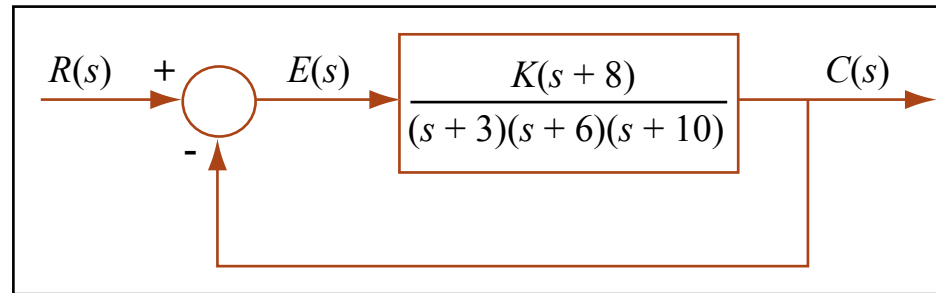 R(s) + E(s) K(s + 8) C(s)
(s + 3)(s + 6)(s + 10)
-